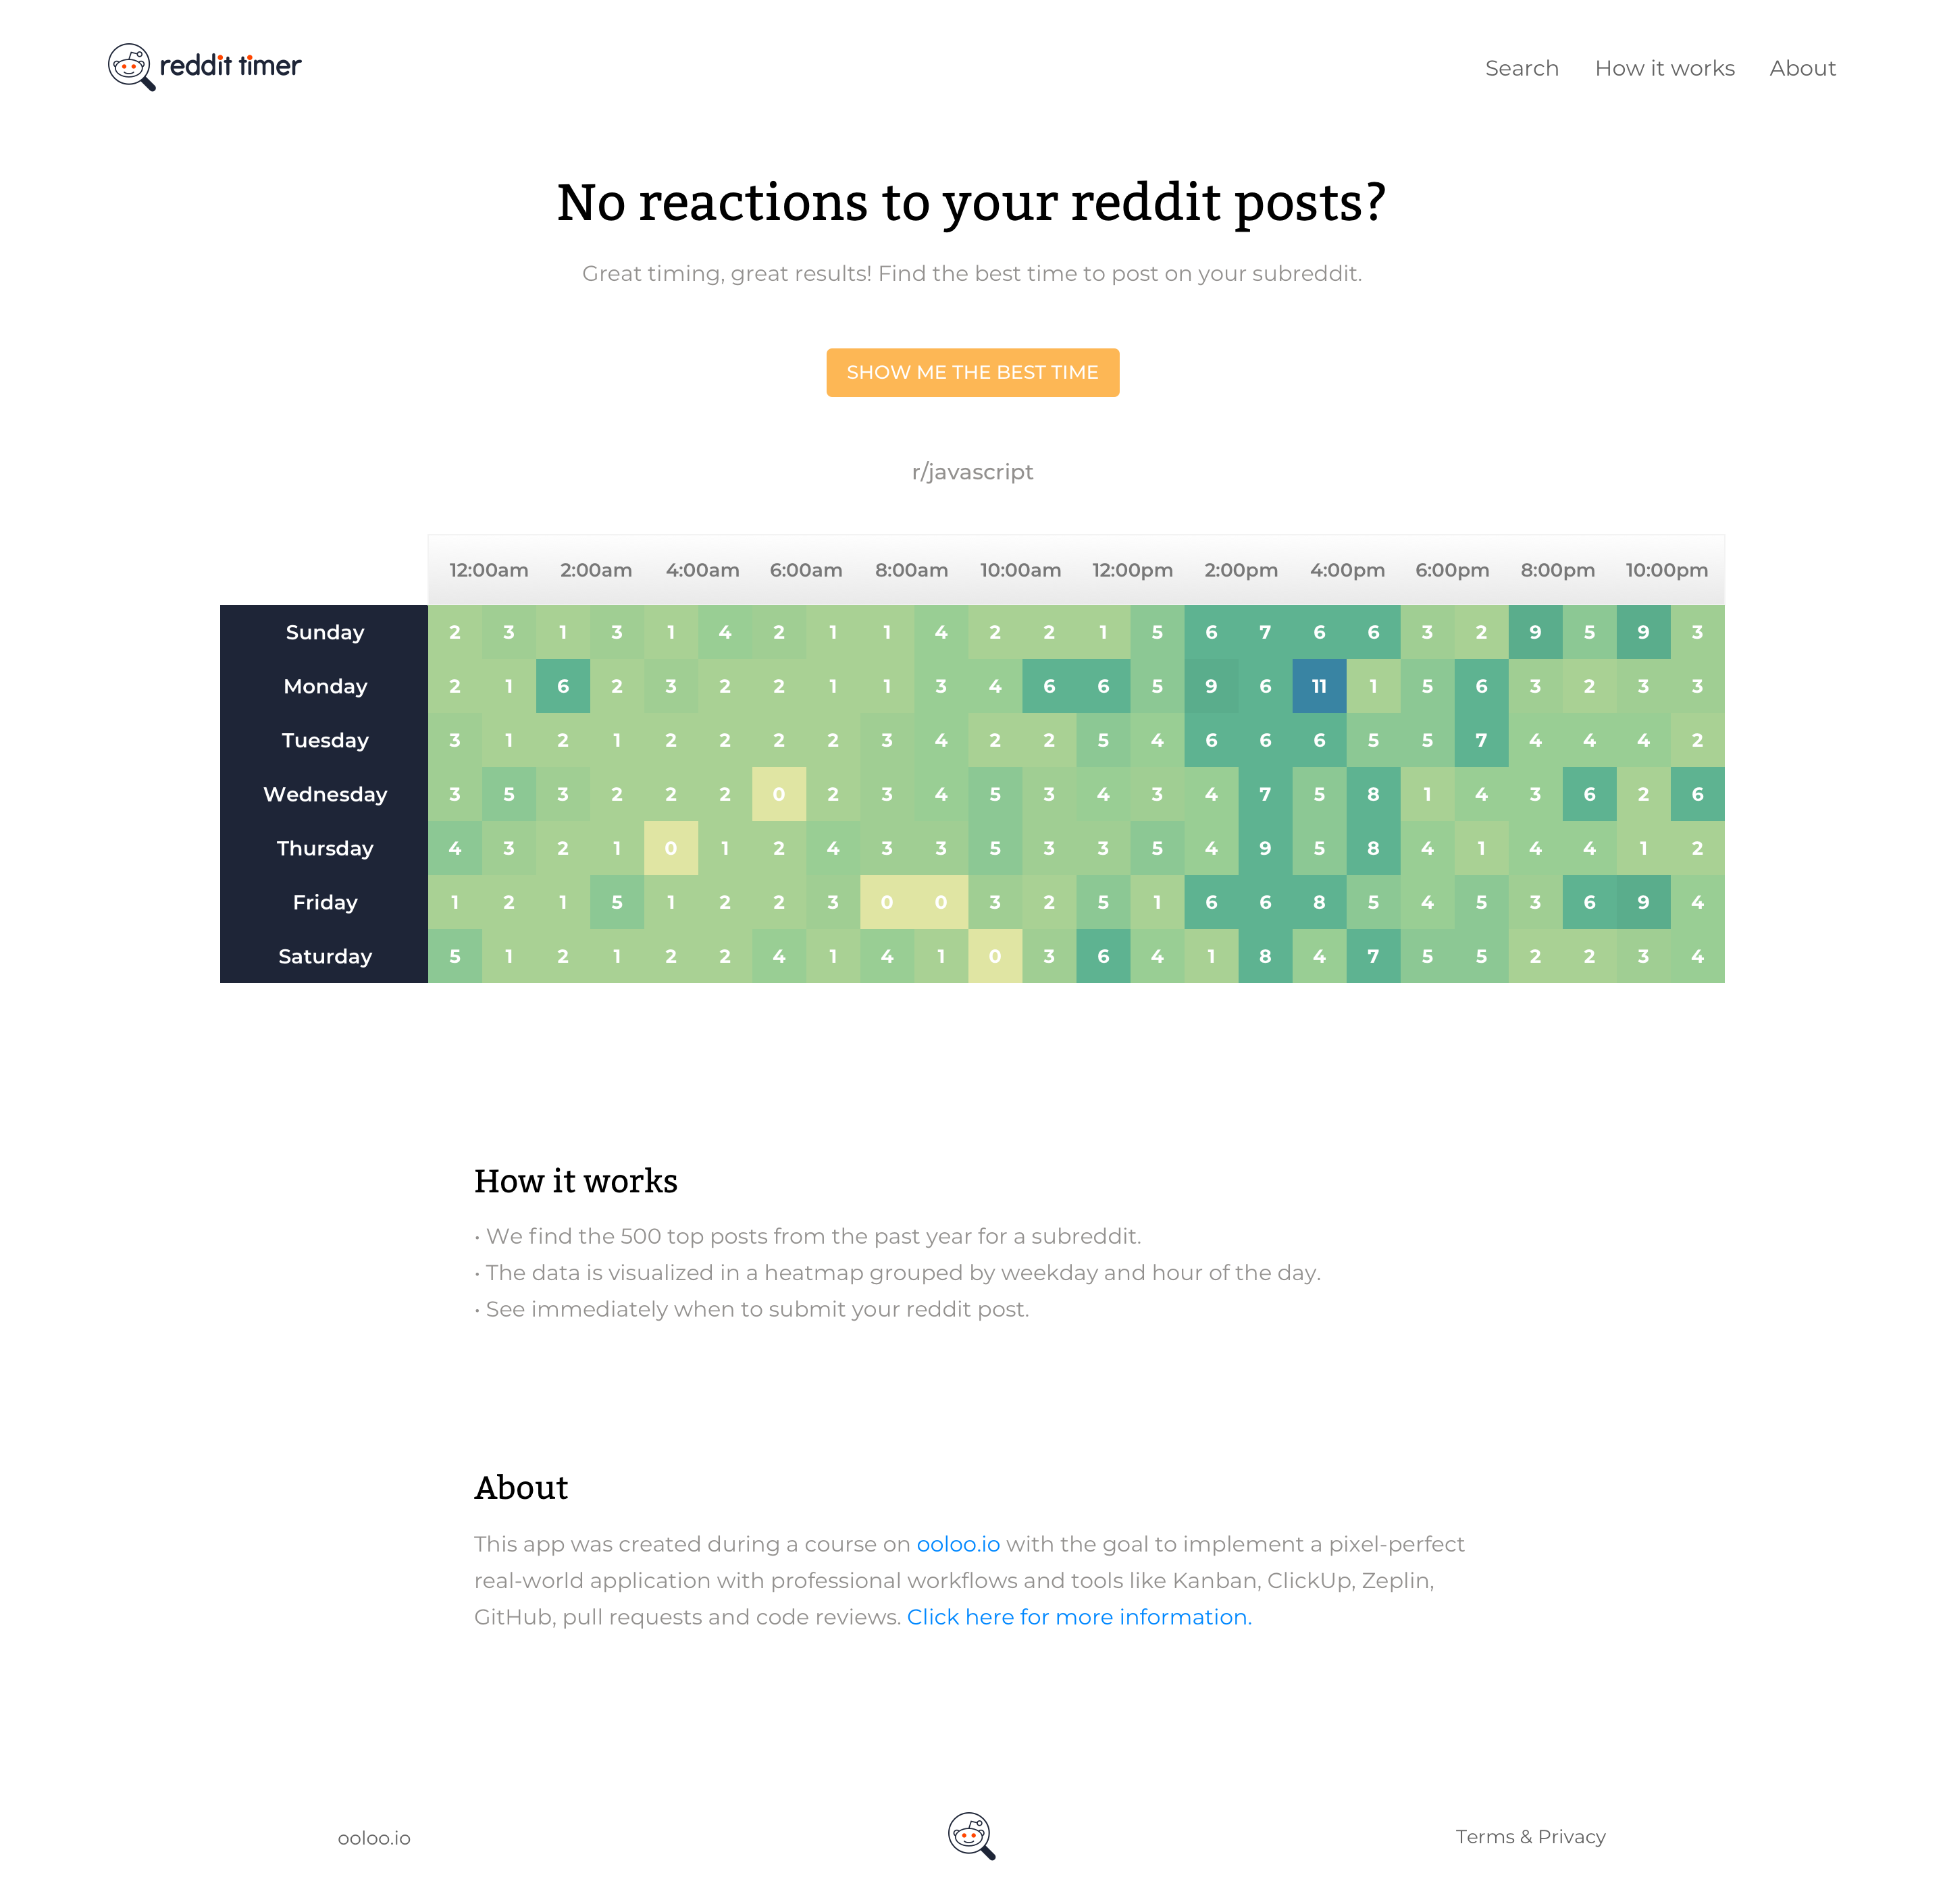 reddit timer
Search How it works About
No reactions to your reddit posts?
Great timing, great results! Find the best time to post on your subreddit.
SHOW ME THE BEST TIME
r/javascript
12:00am 2:00am 4:00am 6:00am 8:00am 10:00am 12:00pm 2:00pm 4:00pm 6:00pm 8:00pm 10:00pm
Sunday 2 3 1 3 1 4 2 1 1 4 2 2 1 5 6 7 6 6 3 2 9 5 9 3
Monday 2 1 6 2 3 2 2 1 1 3 4 6 6 5 9 6 11 1 5 6 3 2 3 3
Tuesday 3 1 2 1 2 2 2 2 3 4 2 2 5 4 6 6 6 5 5 7 4 4 4 2
Wednesday 3 5 3 2 2 2 0 2 3 4 5 3 4 3 4 7 5 8 1 4 3 6 2 6
Thursday 4 3 2 1 0 1 2 4 3 3 5 3 3 5 4 9 5 8 4 1 4 4 1 2
Friday 1 2 1 5 1 2 2 3 0 0 3 2 5 1 6 6 8 5 4 5 3 6 9 4
Saturday 5 1 2 1 2 2 4 1 4 1 0 3 6 4 1 8 4 7 5 5 2 2 3 4
How it works
• We find the 500 top posts from the past year for a subreddit.
• The data is visualized in a heatmap grouped by weekday and hour of the day.
• See immediately when to submit your reddit post.
About
This app was created during a course on ooloo.io with the goal to implement a pixel-perfect
real-world application with professional workflows and tools like Kanban, ClickUp, Zeplin,
GitHub, pull requests and code reviews. Click here for more information.
ooloo.io Terms & Privacy